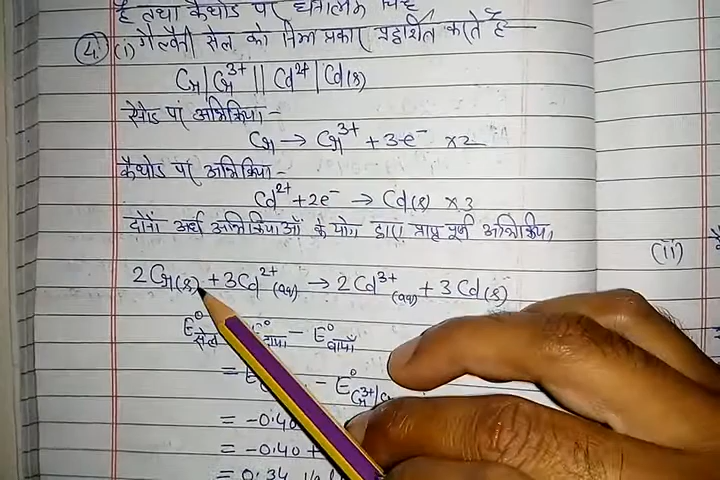 है तथा कैथोड पर
(4.) (i) गैल्वैनी सेल को निम्न प्रकार प्रदर्शित करते है
Cr|Cr³⁺ || Cd²⁺|Cd(s)
ऐनोड पर अभिक्रिया-
Cr → Cr³⁺ + 3e⁻ ×2
कैथोड पर अभिक्रिया-
Cd²⁺ + 2e⁻ → Cd(s) ×3
दोनों अर्ध अभिक्रियाओं के योग द्वारा प्राप्त पूर्ण अभिक्रिया,
(ii)
2Cr(s) + 3Cd²⁺(aq) → 2Cd³⁺(aq) + 3Cd(s)
E°सेल - E°बायाँ
= - E°Cr³⁺|
= -0.40
= -0.40 +
= 0.34